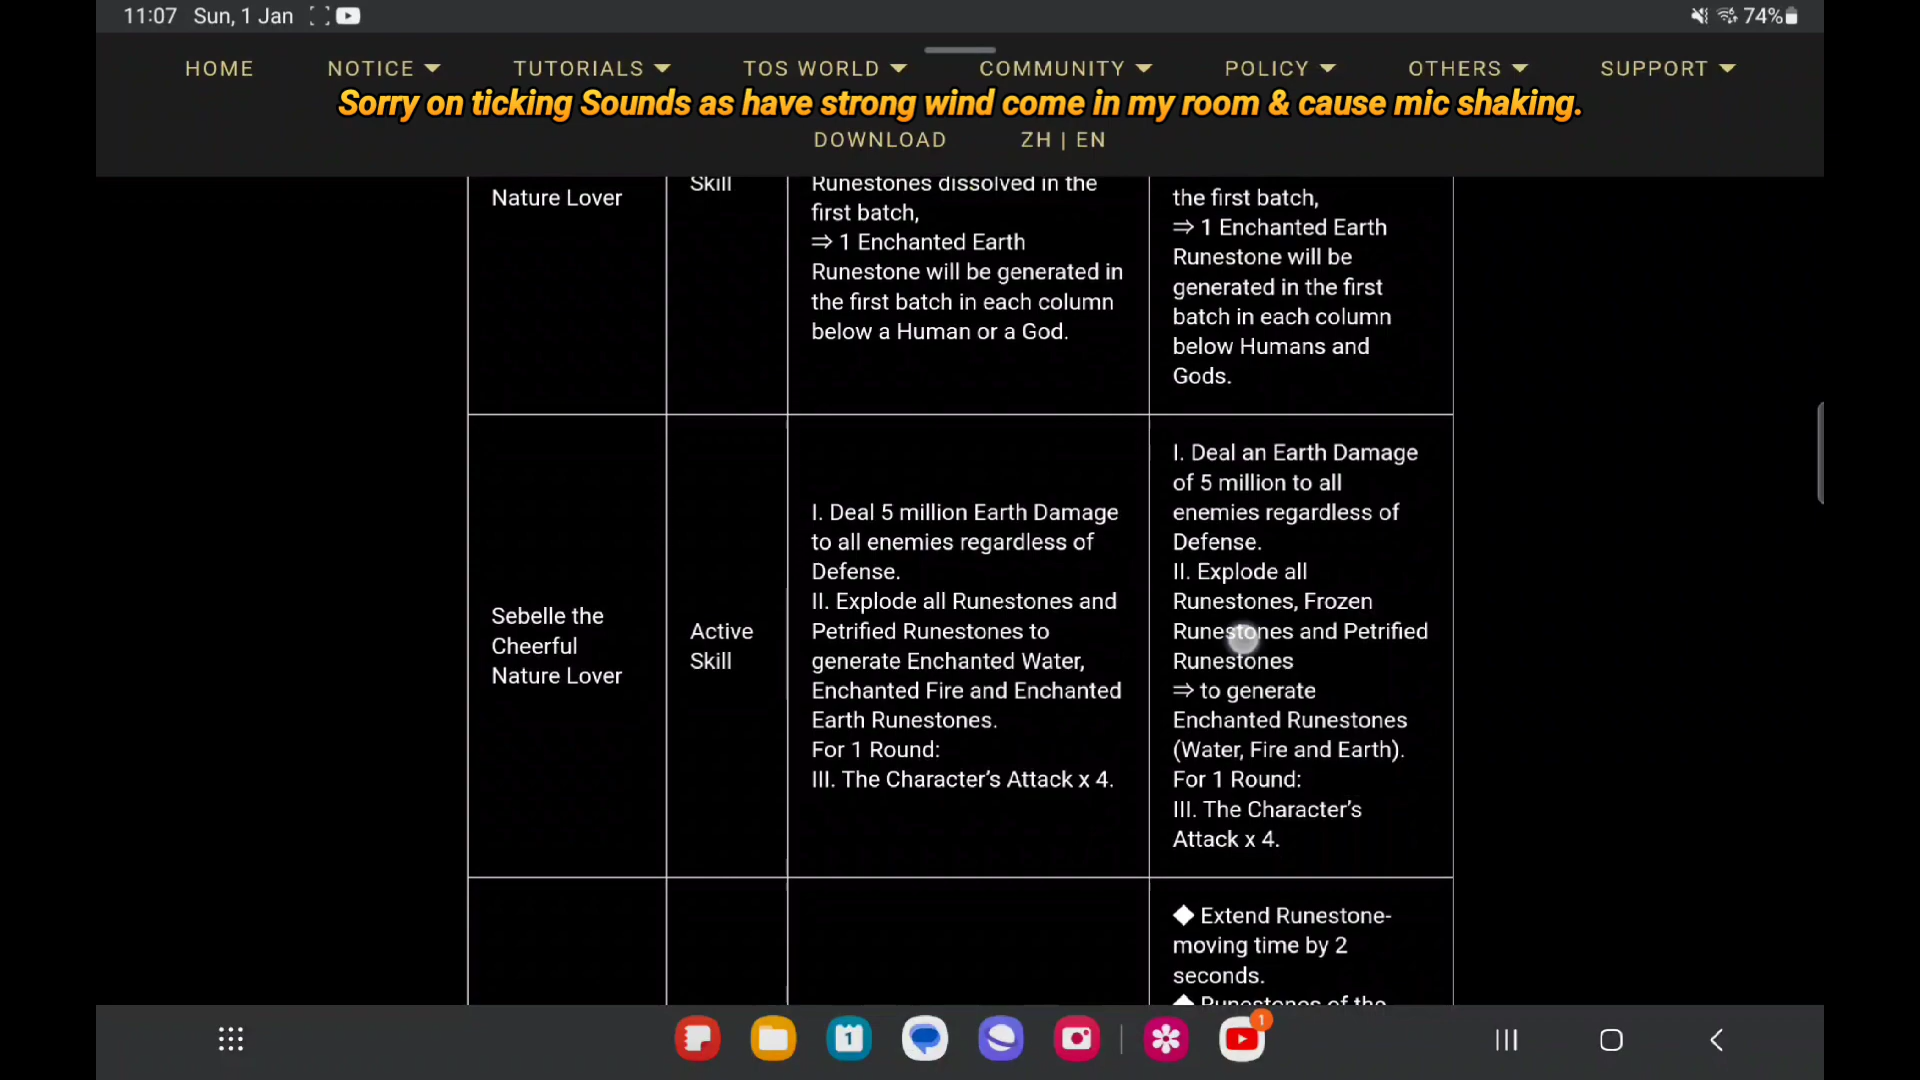 11:07 Sun, 1 Jan
74%
HOME NOTICE TUTORIALS TOS WORLD COMMUNITY POLICY OTHERS SUPPORT
Sorry on ticking Sounds as have strong wind come in my room & cause mic shaking.
DOWNLOAD ZH | EN
Nature Lover
Skill
Runestones dissolved in the
first batch,
⇒ 1 Enchanted Earth
Runestone will be generated in
the first batch in each column
below a Human or a God.
the first batch,
⇒ 1 Enchanted Earth
Runestone will be
generated in the first
batch in each column
below Humans and
Gods.
Sebelle the
Cheerful
Nature Lover
Active
Skill
I. Deal 5 million Earth Damage
to all enemies regardless of
Defense.
II. Explode all Runestones and
Petrified Runestones to
generate Enchanted Water,
Enchanted Fire and Enchanted
Earth Runestones.
For 1 Round:
III. The Character’s Attack x 4.
I. Deal an Earth Damage
of 5 million to all
enemies regardless of
Defense.
II. Explode all
Runestones, Frozen
Runestones and Petrified
Runestones
⇒ to generate
Enchanted Runestones
(Water, Fire and Earth).
For 1 Round:
III. The Character’s
Attack x 4.
◆ Extend Runestone-
moving time by 2
seconds.
◆ Runestones of the
1
1